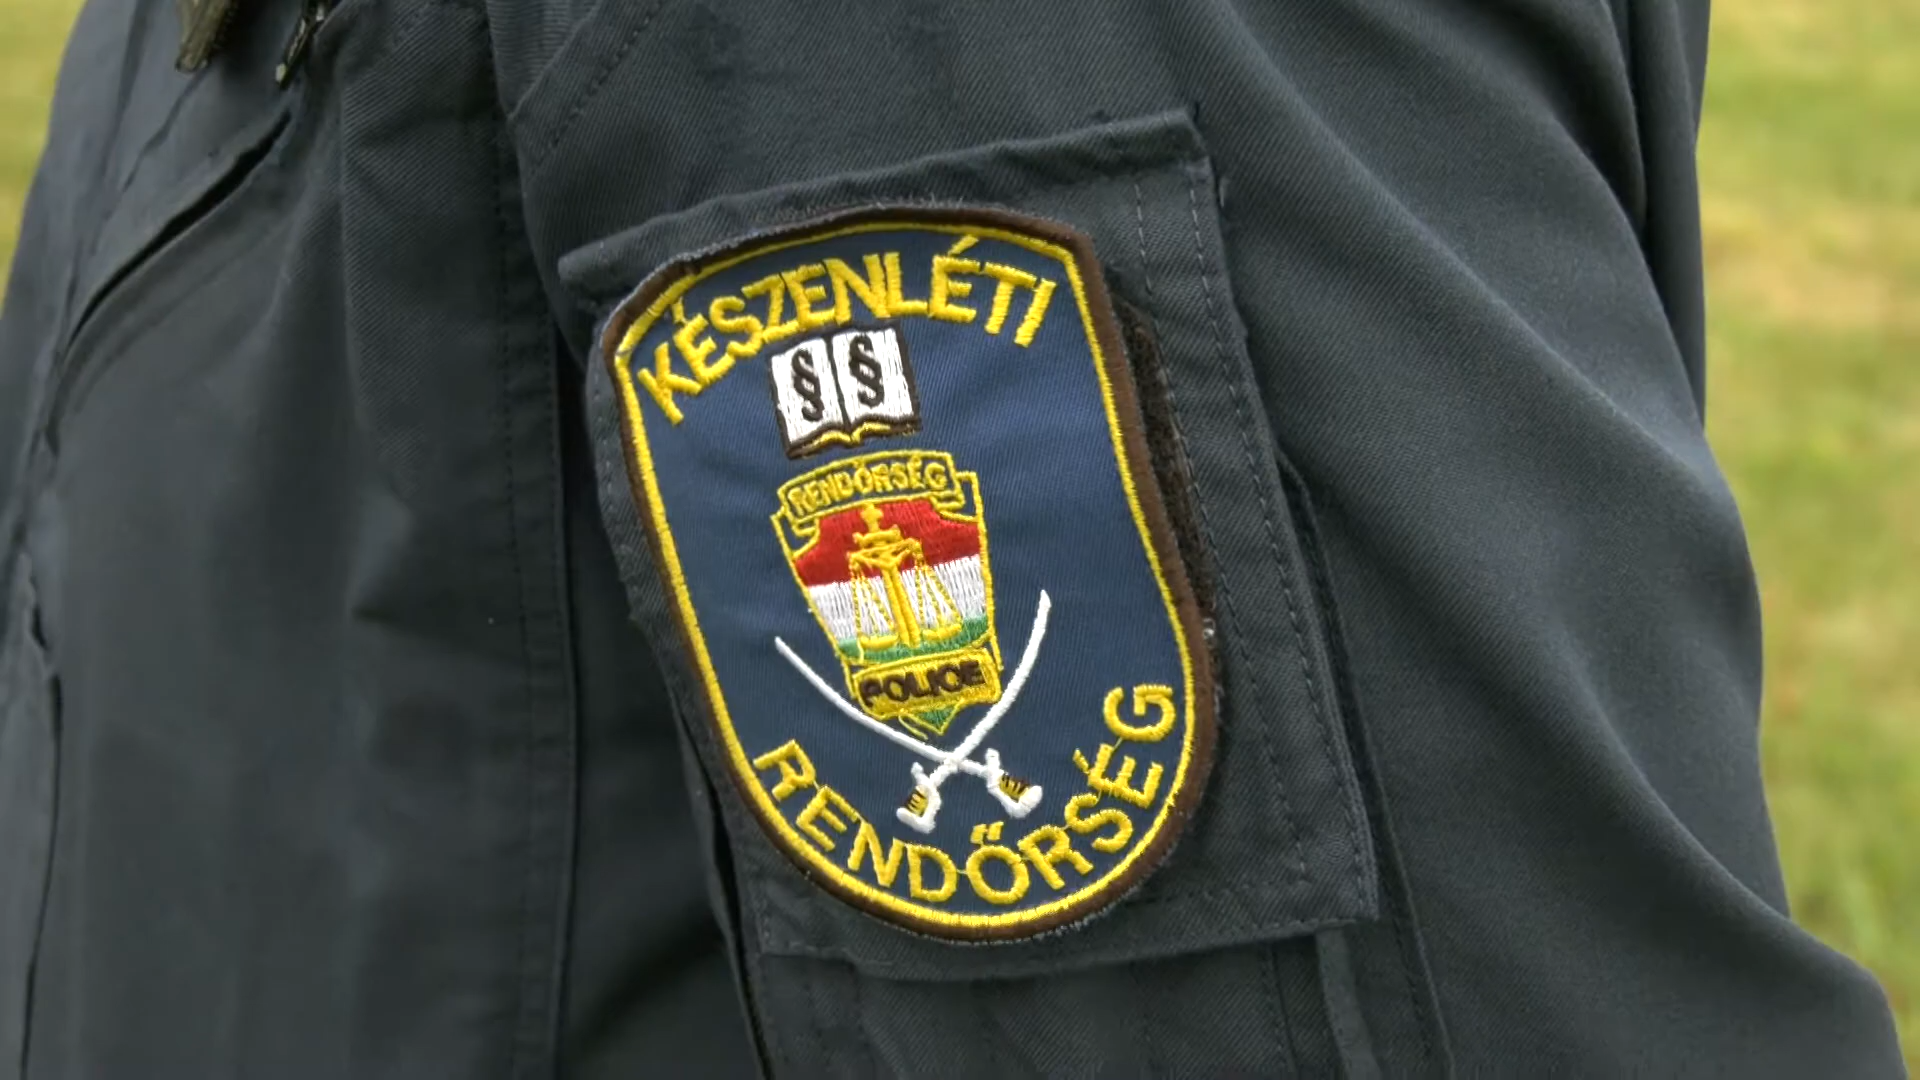 KÉSZENLÉTI
§ §
RENDŐRSÉG
POLICE
RENDŐRSÉG